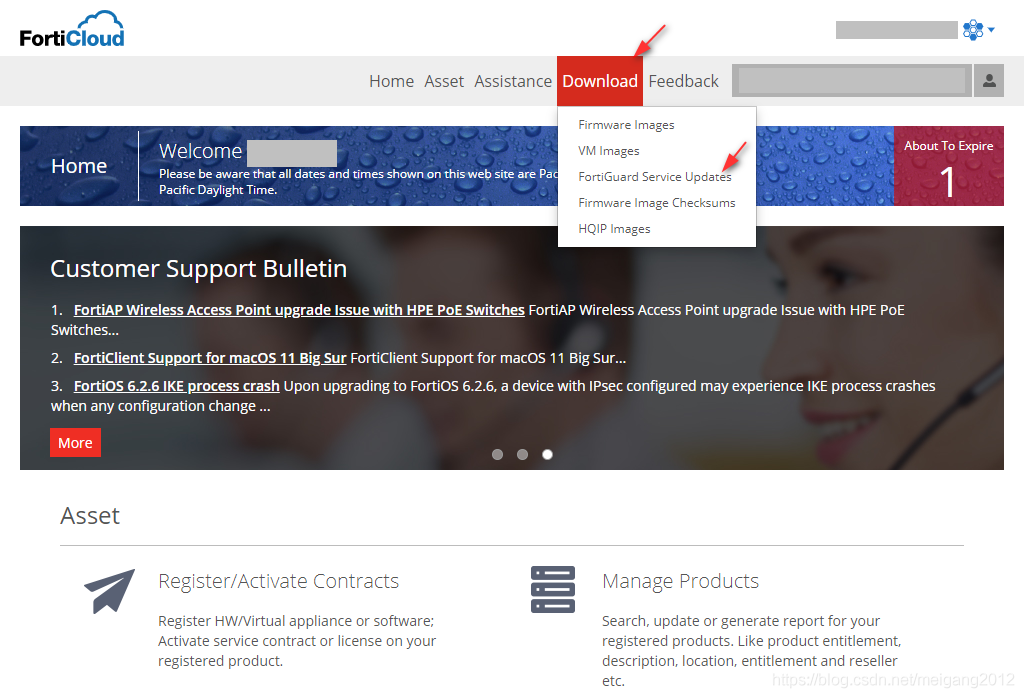 FortiCloud
Home Asset Assistance Download Feedback
Firmware Images
VM Images
FortiGuard Service Updates
Firmware Image Checksums
HQIP Images
Home
Welcome
Please be aware that all dates and times shown on this web site are Pac
Pacific Daylight Time.
About To Expire
1
Customer Support Bulletin
1. FortiAP Wireless Access Point upgrade Issue with HPE PoE Switches FortiAP Wireless Access Point upgrade Issue with HPE PoE
Switches...
2. FortiClient Support for macOS 11 Big Sur FortiClient Support for macOS 11 Big Sur...
3. FortiOS 6.2.6 IKE process crash Upon upgrading to FortiOS 6.2.6, a device with IPsec configured may experience IKE process crashes
when any configuration change ...
More
Asset
Register/Activate Contracts
Register HW/Virtual appliance or software;
Activate service contract or license on your
registered product.
Manage Products
Search, update or generate report for your
registered products. Like product entitlement,
description, location, entitlement and reseller
etc.
https://blog.csdn.net/meigang2012